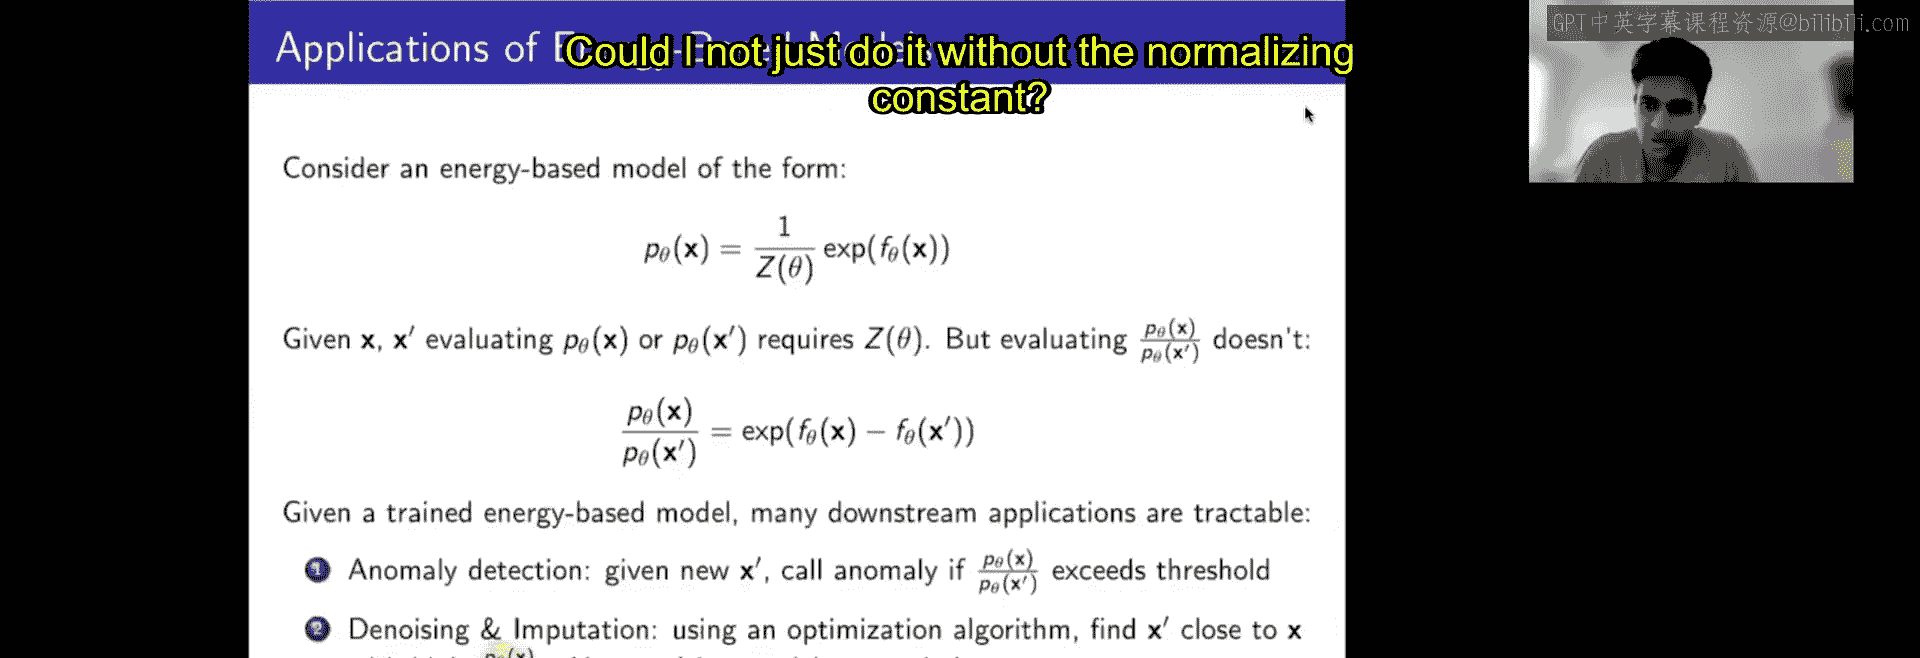 Applications of E
Could I not just do it without the normalizing
constant?
GPT中英字幕课程资源@bilibili.com
Consider an energy-based model of the form:
pθ(x) = 1/Z(θ) exp(fθ(x))
Given x, x′ evaluating pθ(x) or pθ(x′) requires Z(θ). But evaluating pθ(x)/pθ(x′) doesn't:
pθ(x)/pθ(x′) = exp(fθ(x) − fθ(x′))
Given a trained energy-based model, many downstream applications are tractable:
1 Anomaly detection: given new x′, call anomaly if pθ(x)/pθ(x′) exceeds threshold
2 Denoising & Imputation: using an optimization algorithm, find x′ close to x